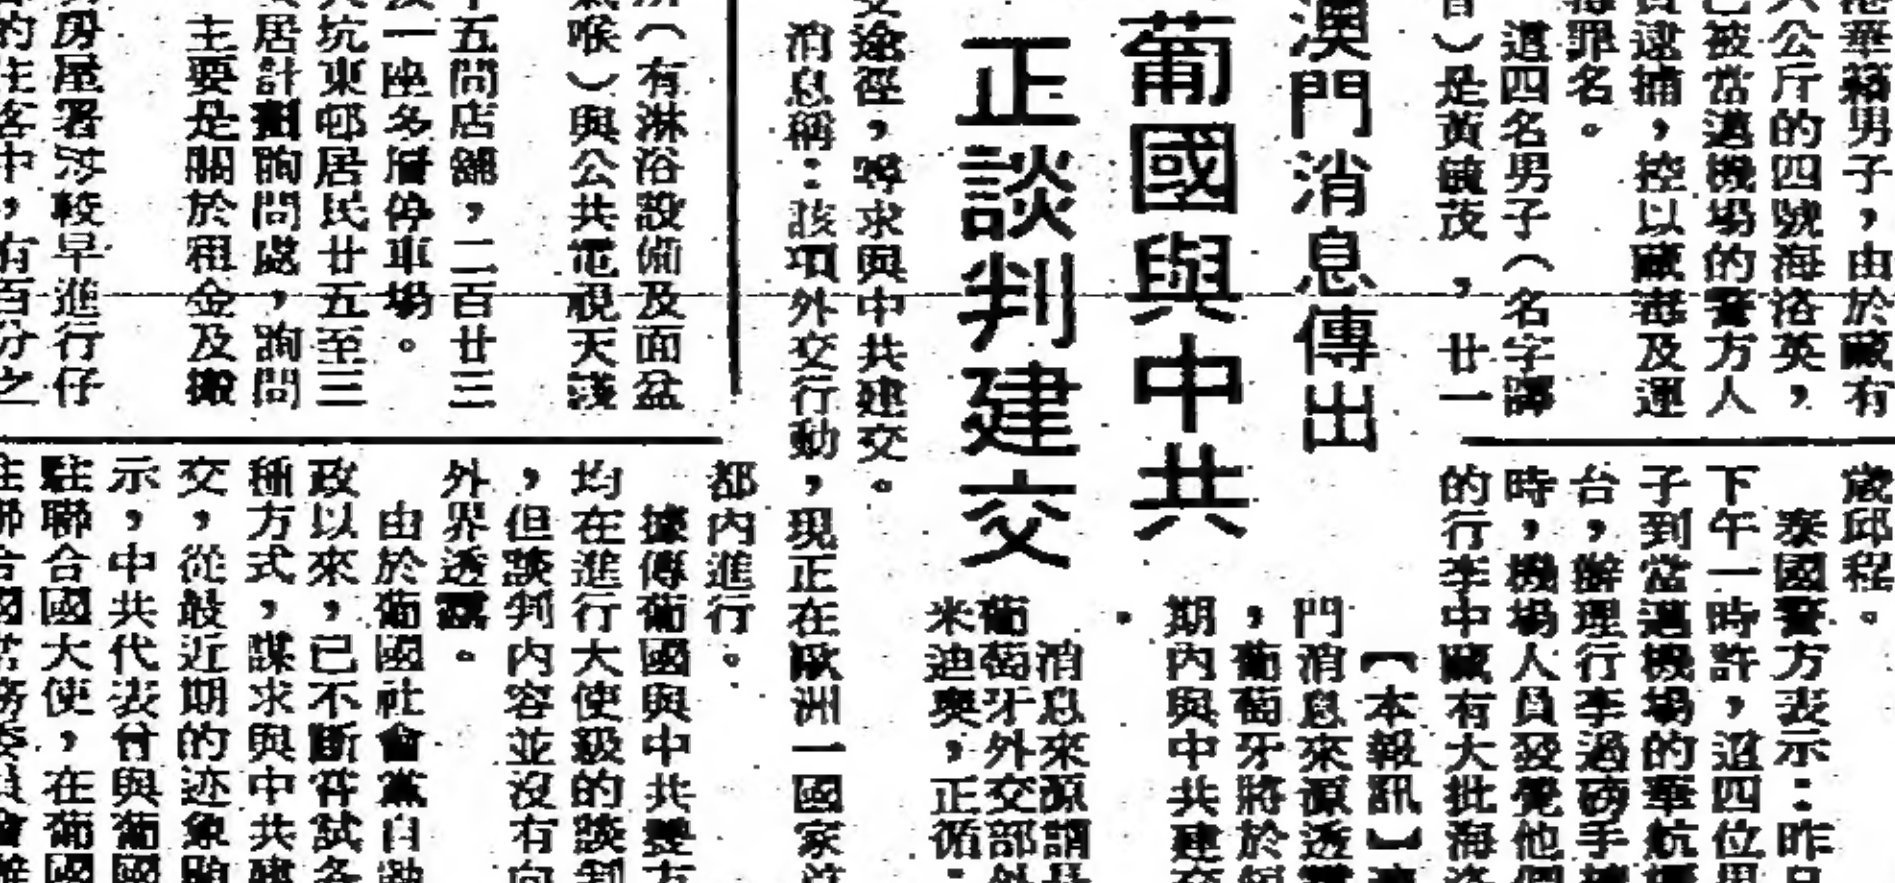 港華籍男子，由於藏有
六公斤的四號海洛英，
已被當邁機場的警方人
員逮捕，控以藏毒及運
毒罪名。
這四名男子（名字譯
音）是黃鎮茂，廿一
歲邱程。
泰國警方表示：昨日
下午一時許，這四位男
子到當邁機場的華航櫃
台，辦理行李過磅手續
時，機場人員發覺他們
的行李中藏有大批海洛
澳門消息傳出
葡國與中共
正談判建交
【本報訊】
門消息來源透露
，葡萄牙將於短
期內與中共建交
。
消息來源謂
葡萄牙外交部
米迪奧，正循
交途徑，尋求與中共建交。
消息稱：該項外交行動，現正在歐洲一國家首
都內進行。
據傳葡國與中共雙方
均在進行大使級的談判
，但談判內容並沒有向
外界透露。
由於葡國社會黨自執
政以來，已不斷嘗試各
種方式，謀求與中共建
交，從最近期的迹象顯
示，中共代表曾與葡國
駐聯合國大使，在葡國
所（有淋浴設備及面盆
氣喉）與公共電視天綫
十五間店舖，二百廿三
及一座多層停車場。
大坑東邨居民廿五至三
居計劃詢問處，詢問
主要是關於租金及搬
房屋署涉較早進行仔
的住客中，有百分之